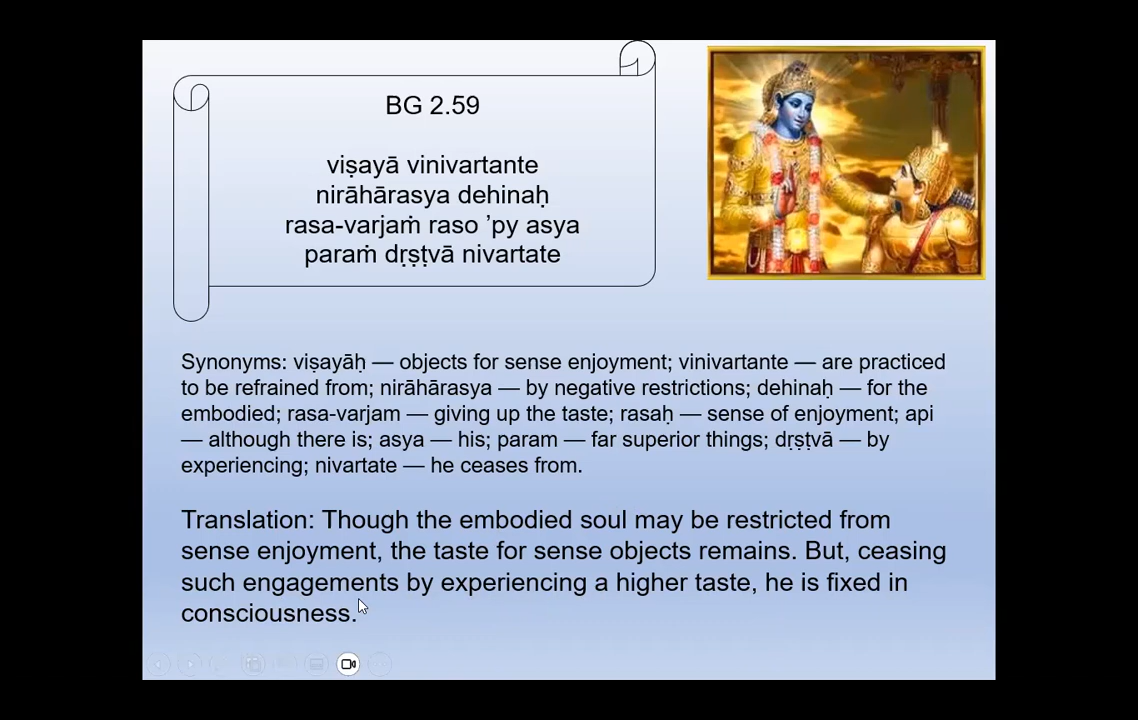 BG 2.59
viṣayā vinivartante
nirāhārasya dehinaḥ
rasa-varjaṁ raso ’py asya
paraṁ dṛṣṭvā nivartate
Synonyms: viṣayāḥ — objects for sense enjoyment; vinivartante — are practiced
to be refrained from; nirāhārasya — by negative restrictions; dehinaḥ — for the
embodied; rasa-varjam — giving up the taste; rasaḥ — sense of enjoyment; api
— although there is; asya — his; param — far superior things; dṛṣṭvā — by
experiencing; nivartate — he ceases from.
Translation: Though the embodied soul may be restricted from
sense enjoyment, the taste for sense objects remains. But, ceasing
such engagements by experiencing a higher taste, he is fixed in
consciousness.